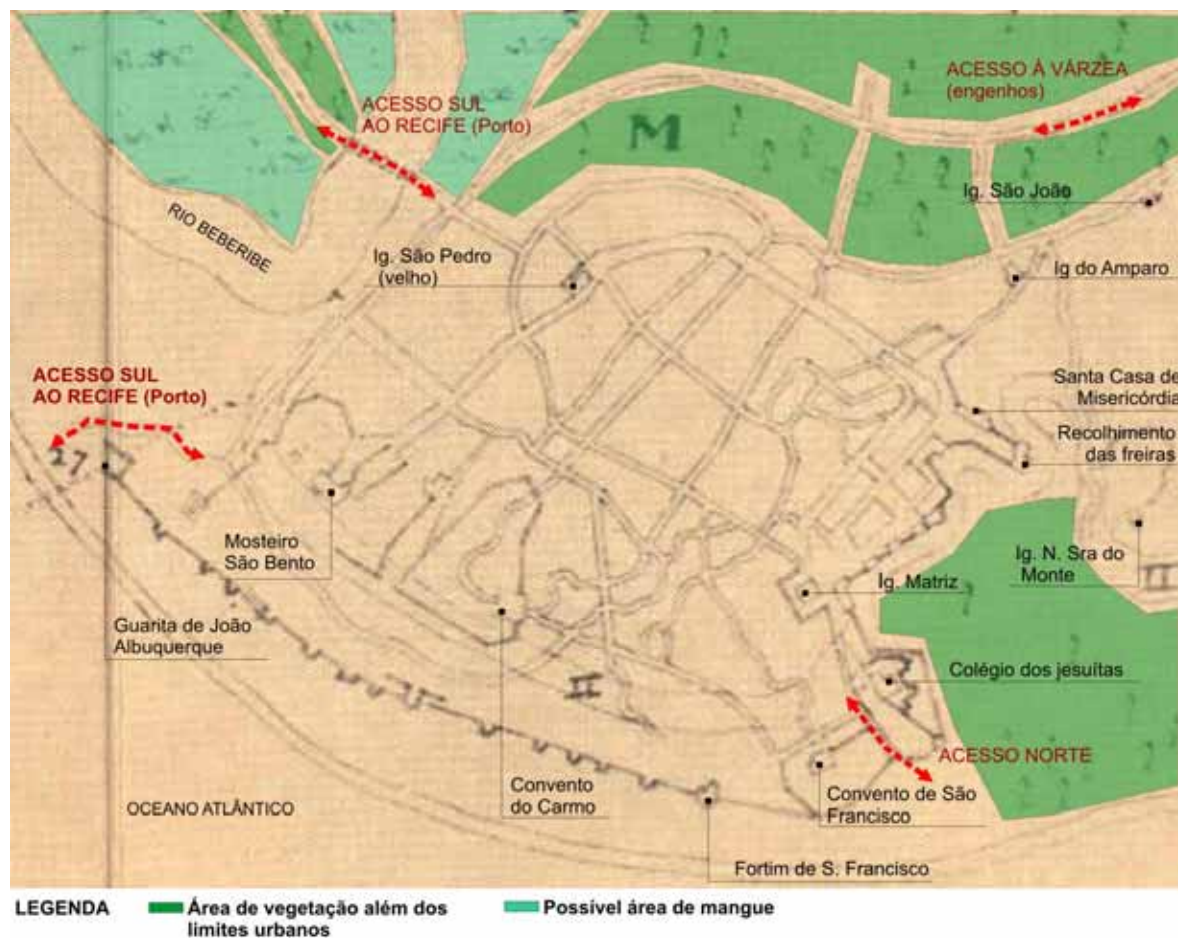 ACESSO SUL
AO RECIFE (Porto)
ACESSO À VÁRZEA
(engenhos)
M
Ig. São João
RIO BEBERIBE
Ig. São Pedro
(velho)
Ig do Amparo
ACESSO SUL
AO RECIFE (Porto)
Santa Casa de
Misericórdia
Recolhimento
das freiras
27
Mosteiro
São Bento
Ig. N. Sra do
Monte
II
Ig. Matriz
Guarita de João
Albuquerque
Colégio dos jesuítas
II
ACESSO NORTE
OCEANO ATLÂNTICO
Convento
do Carmo
Convento de São
Francisco
Fortim de S. Francisco
LEGENDA
Área de vegetação além dos
limites urbanos
Possível área de mangue